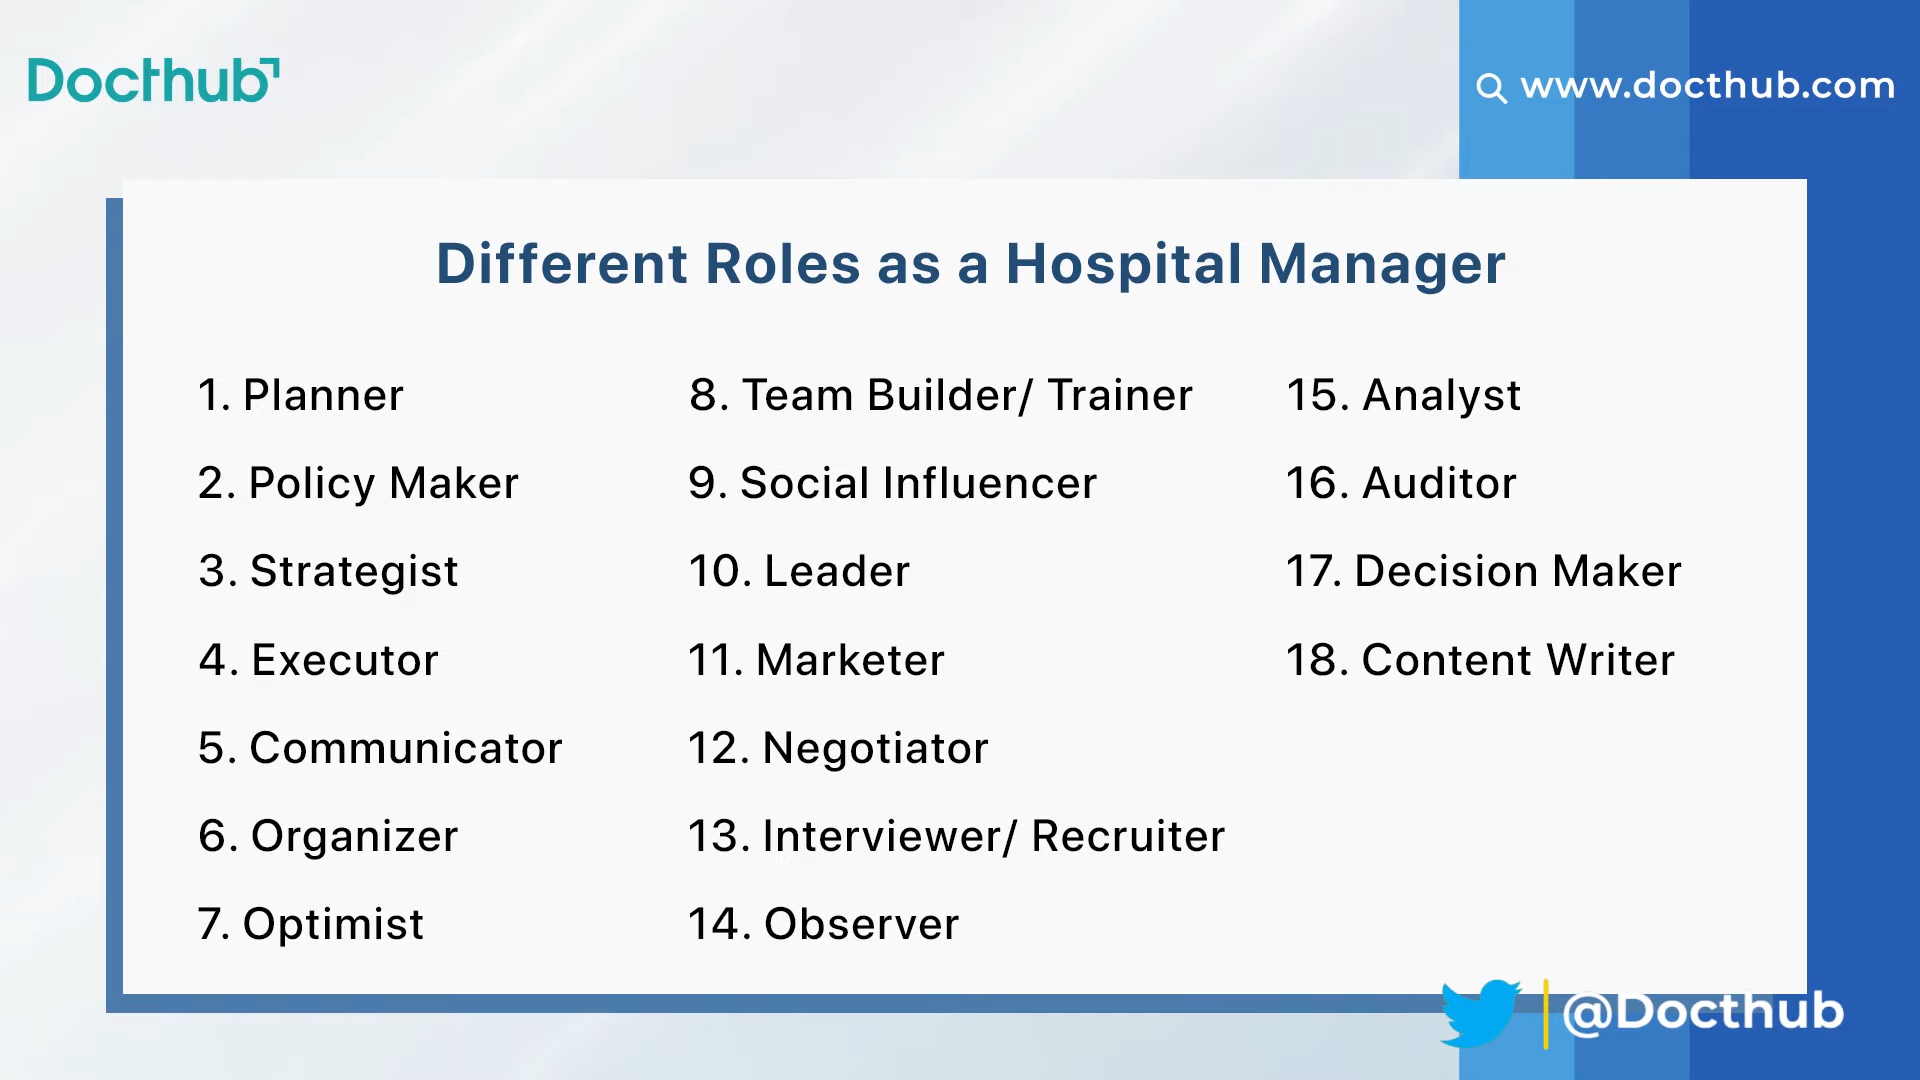 Docthub
www.docthub.com
Different Roles as a Hospital Manager
1. Planner
2. Policy Maker
3. Strategist
4. Executor
5. Communicator
6. Organizer
7. Optimist
8. Team Builder/ Trainer
9. Social Influencer
10. Leader
11. Marketer
12. Negotiator
13. Interviewer/ Recruiter
14. Observer
15. Analyst
16. Auditor
17. Decision Maker
18. Content Writer
@Docthub